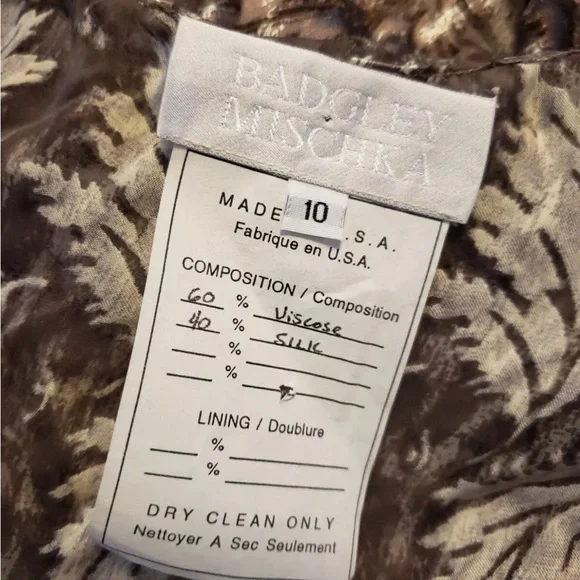 BADGLEY
MISCHKA
10
MADE .S.A.
Fabrique en U.S.A.
COMPOSITION / Composition
60 % Viscose
40 % SILK
%
%
LINING / Doublure
%
%
DRY CLEAN ONLY
Nettoyer A Sec Seulement